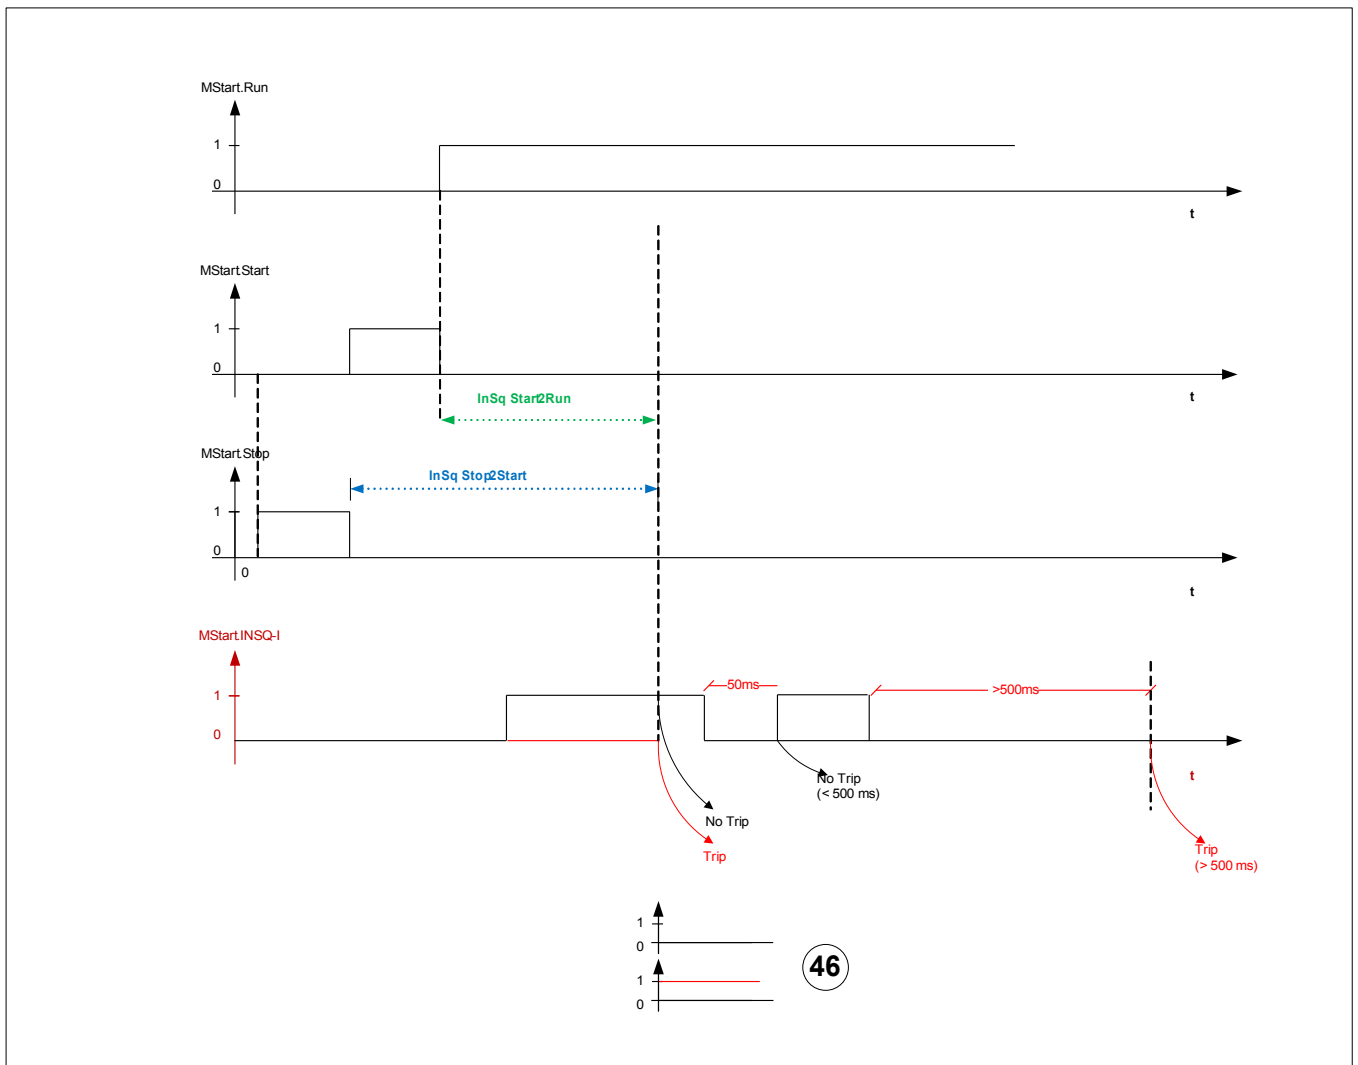 MStart.Run
1
0
t
MStart.Start
1
0
InSq Start2Run
t
MStart.Stop
InSq Stop2Start
1
0
0
t
MStart.INSQ-I
50ms
>500ms
1
0
t
No Trip
(< 500 ms)
No Trip
Trip
Trip
(> 500 ms)
1
0
46
1
0